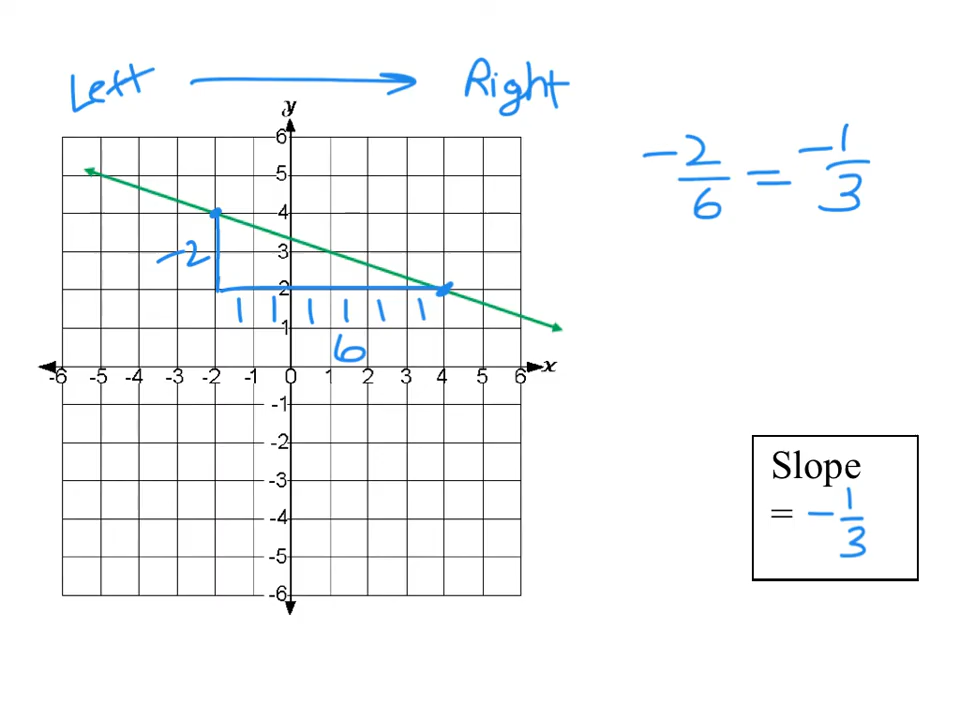 Left → Right
y
6
5
4
3
2
1
-2
1 1 1 1 1 1
6
-2/6 = -1/3
-6 -5 -4 -3 -2 -1 0 1 2 3 4 5 6 x
-1
-2
-3
-4
-5
-6
Slope
= -1/3